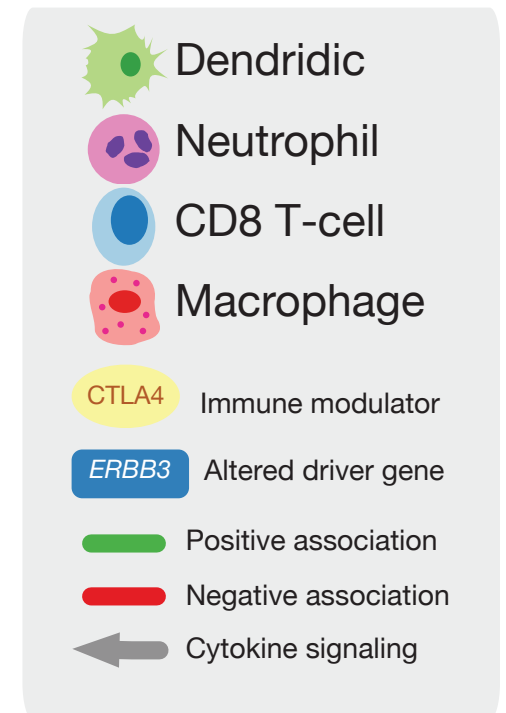 Dendridic
Neutrophil
CD8 T-cell
Macrophage
CTLA4 Immune modulator
ERBB3 Altered driver gene
Positive association
Negative association
Cytokine signaling